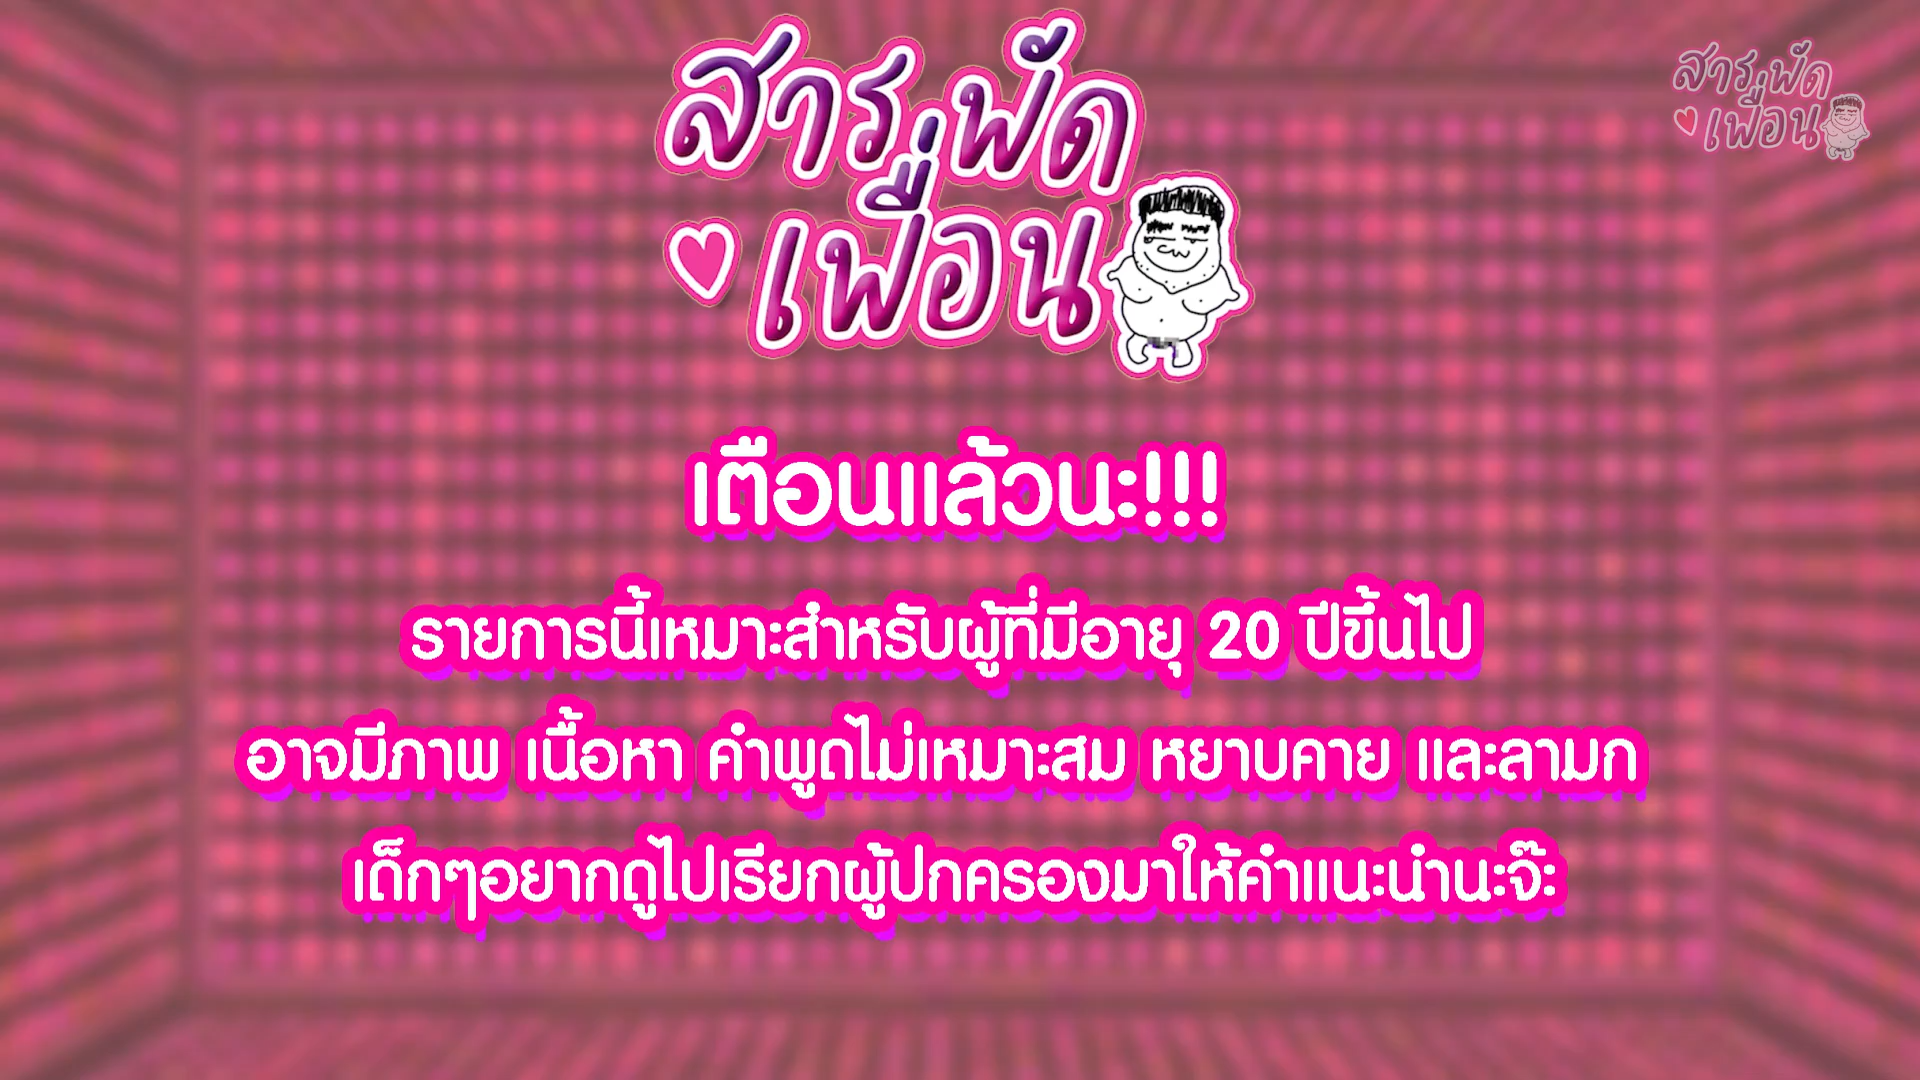 สาระพัด
เพื่อน
สาระพัด
เพื่อน
เตือนแล้วนะ!!!
รายการนี้เหมาะสำหรับผู้ที่มีอายุ 20 ปีขึ้นไป
อาจมีภาพ เนื้อหา คำพูดไม่เหมาะสม หยาบคาย และลามก
เด็กๆอยากดูไปเรียกผู้ปกครองมาให้คำแนะนำนะจ๊ะ